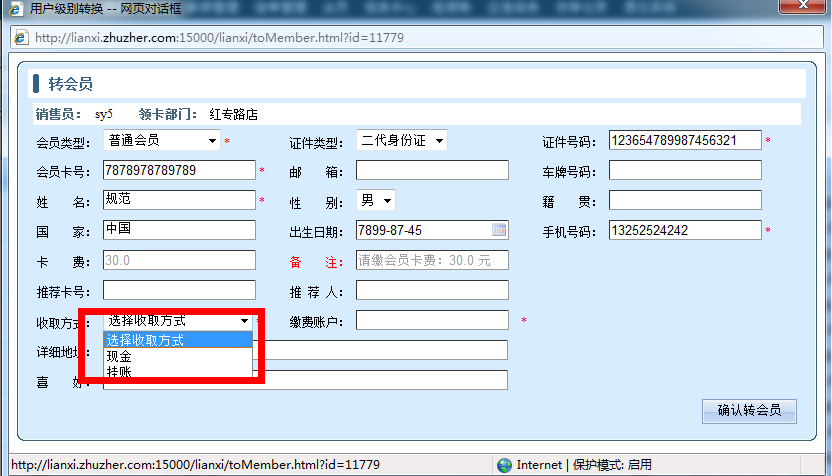 用户级别转换 -- 网页对话框
http://lianxi.zhuzher.com:15000/lianxi/toMember.html?id=11779
转会员
销售员： sy5 领卡部门： 红专路店
会员类型： 普通会员 * 证件类型： 二代身份证 证件号码： 123654789987456321 *
会员卡号： 7878978789789 * 邮 箱： 车牌号码：
姓 名： 规范 * 性 别： 男 籍 贯：
国 家： 中国 出生日期： 7899-87-45 手机号码： 13252524242 *
卡 费： 30.0 备 注： 请缴会员卡费：30.0 元
推荐卡号： 推 荐 人：
收取方式： 选择收取方式 缴费账户： *
选择收取方式
详细地址
现金
挂账
喜 好
确认转会员
http://lianxi.zhuzher.com:15000/lianxi/toMember.html?id=11779 Internet | 保护模式: 启用